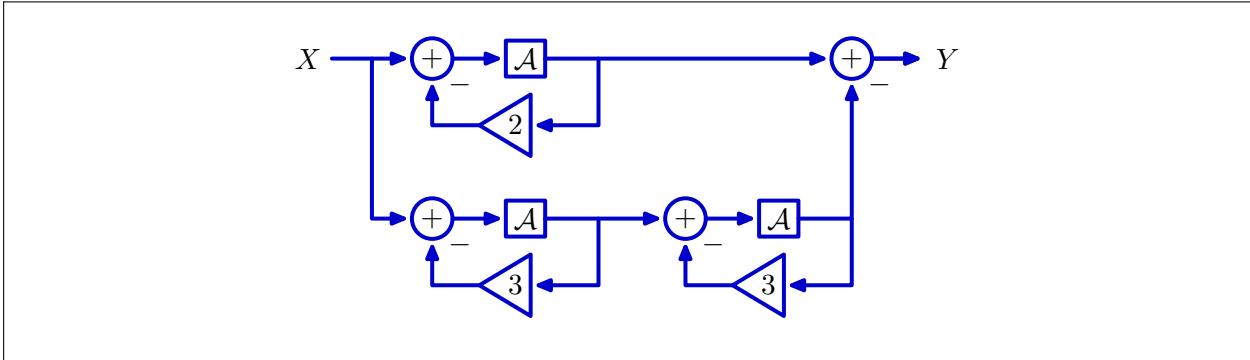 X + 𝒜 + Y
− −
2
+ 𝒜 + 𝒜
− −
3 3